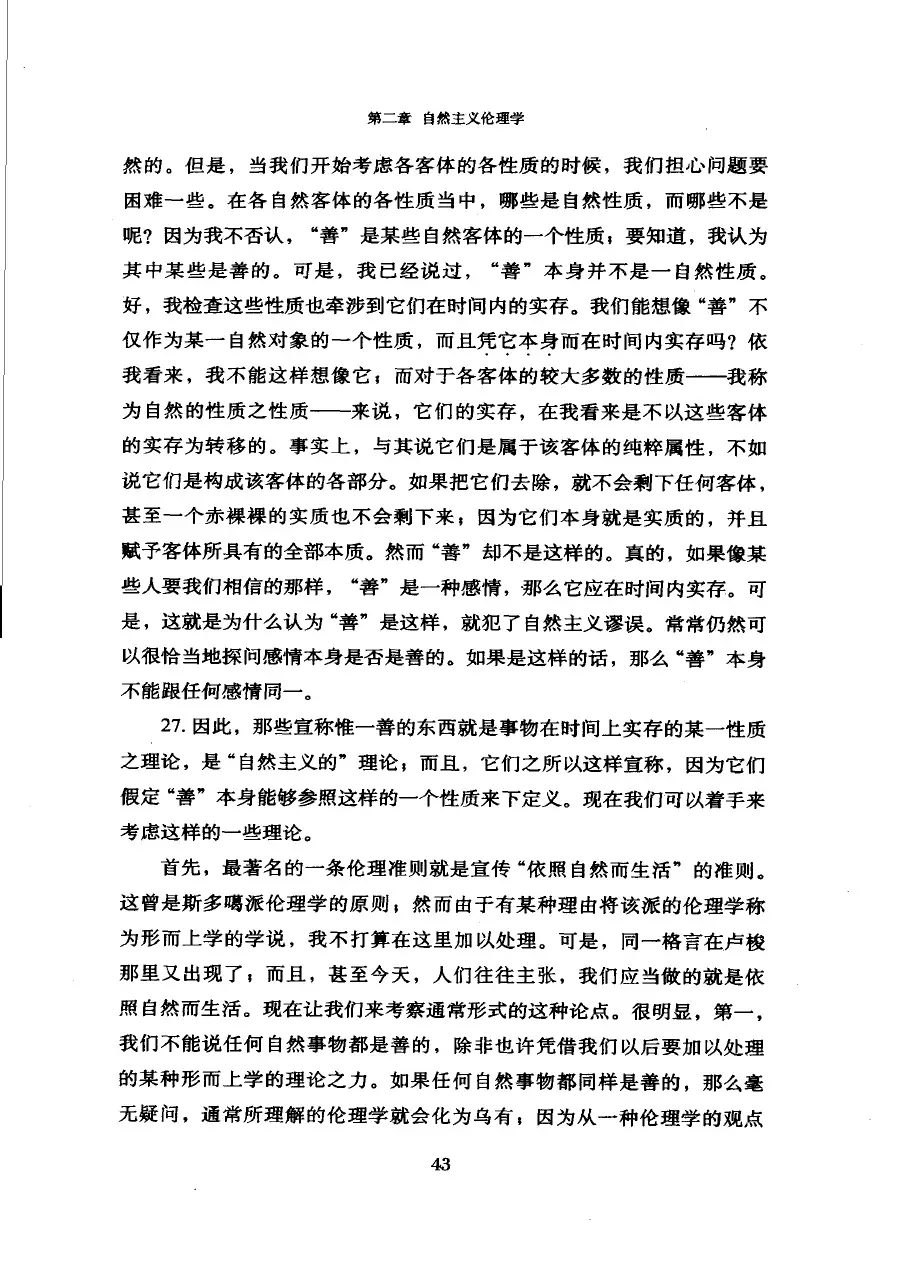 第二章 自然主义伦理学
然的。但是，当我们开始考虑各客体的各性质的时候，我们担心问题要
困难一些。在各自然客体的各性质当中，哪些是自然性质，而哪些不是
呢？因为我不否认，“善”是某些自然客体的一个性质；要知道，我认为
其中某些是善的。可是，我已经说过，“善”本身并不是一自然性质。
好，我检查这些性质也牵涉到它们在时间内的实存。我们能想像“善”不
仅作为某一自然对象的一个性质，而且凭它本身而在时间内实存吗？依
我看来，我不能这样想像它；而对于各客体的较大多数的性质——我称
为自然的性质之性质——来说，它们的实存，在我看来是不以这些客体
的实存为转移的。事实上，与其说它们是属于该客体的纯粹属性，不如
说它们是构成该客体的各部分。如果把它们去除，就不会剩下任何客体，
甚至一个赤裸裸的实质也不会剩下来；因为它们本身就是实质的，并且
赋予客体所具有的全部本质。然而“善”却不是这样的。真的，如果像某
些人要我们相信的那样，“善”是一种感情，那么它应在时间内实存。可
是，这就是为什么认为“善”是这样，就犯了自然主义谬误。常常仍然可
以很恰当地探问感情本身是否是善的。如果是这样的话，那么“善”本身
不能跟任何感情同一。
27. 因此，那些宣称惟一善的东西就是事物在时间上实存的某一性质
之理论，是“自然主义的”理论；而且，它们之所以这样宣称，因为它们
假定“善”本身能够参照这样的一个性质来下定义。现在我们可以着手来
考虑这样的一些理论。
首先，最著名的一条伦理准则就是宣传“依照自然而生活”的准则。
这曾是斯多噶派伦理学的原则；然而由于有某种理由将该派的伦理学称
为形而上学的学说，我不打算在这里加以处理。可是，同一格言在卢梭
那里又出现了；而且，甚至今天，人们往往主张，我们应当做的就是依
照自然而生活。现在让我们来考察通常形式的这种论点。很明显，第一，
我们不能说任何自然事物都是善的，除非也许凭借我们以后要加以处理
的某种形而上学的理论之力。如果任何自然事物都同样是善的，那么毫
无疑问，通常所理解的伦理学就会化为乌有；因为从一种伦理学的观点
43